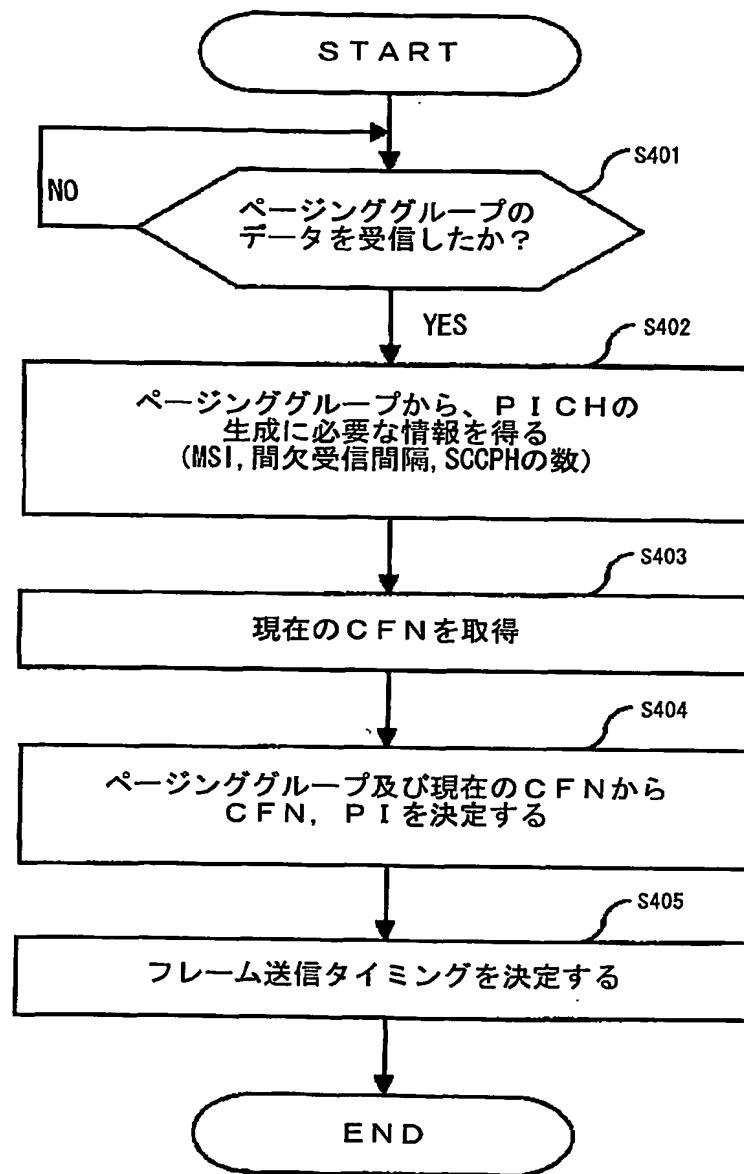 START
S401
NO
ページンググループの
データを受信したか？
YES
S402
ページンググループから、ＰＩＣＨの
生成に必要な情報を得る
(MSI,間欠受信間隔,SCCPHの数)
S403
現在のＣＦＮを取得
S404
ページンググループ及び現在のＣＦＮから
ＣＦＮ，ＰＩを決定する
S405
フレーム送信タイミングを決定する
END